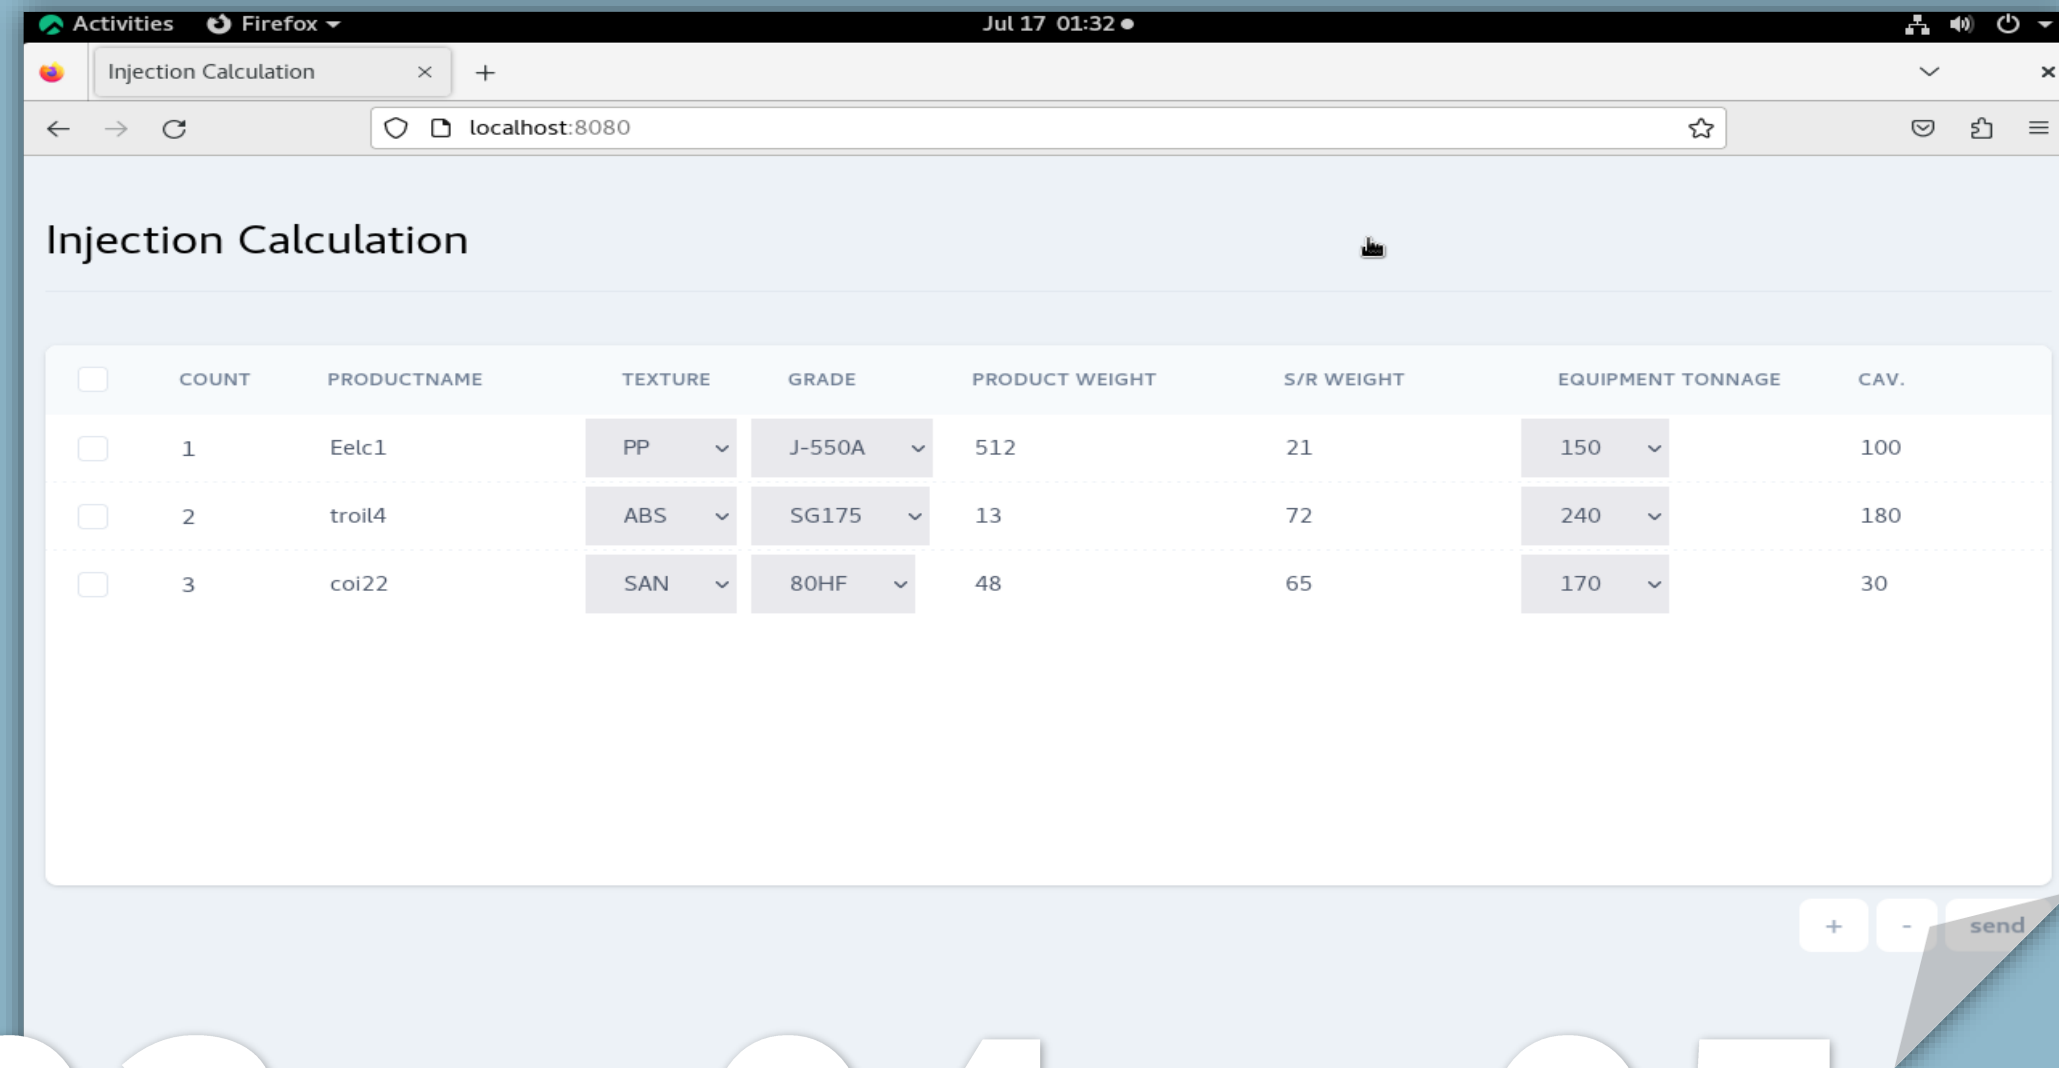 Activities Firefox Jul 17 01:32
Injection Calculation
localhost:8080
Injection Calculation
COUNT PRODUCTNAME TEXTURE GRADE PRODUCT WEIGHT S/R WEIGHT EQUIPMENT TONNAGE CAV.
1 Eelc1 PP J-550A 512 21 150 100
2 troil4 ABS SG175 13 72 240 180
3 coi22 SAN 80HF 48 65 170 30
+ - send